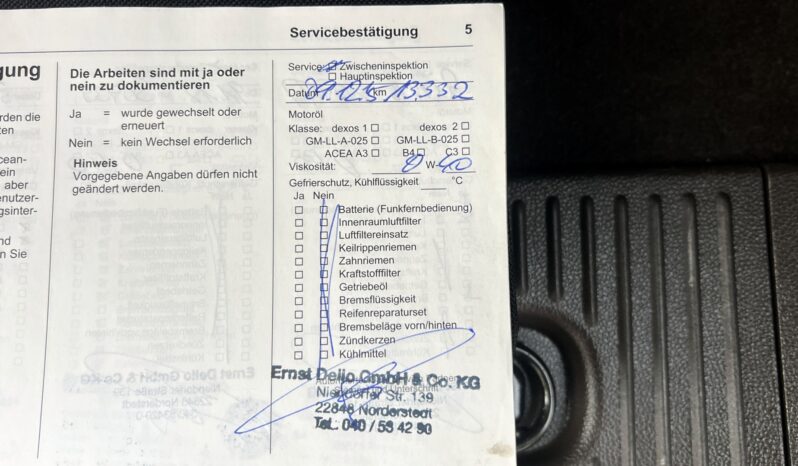 Servicebestätigung 5
gung
rden die
ten
cean-
ein
aber
enutzer-
gsinter-
nd
n Sie
Die Arbeiten sind mit ja oder
nein zu dokumentieren
Ja = wurde gewechselt oder
erneuert
Nein = kein Wechsel erforderlich
Hinweis
Vorgegebene Angaben dürfen nicht
geändert werden.
Service: Zwischeninspektion
Hauptinspektion
Datum km 13.332
Motoröl
Klasse: dexos 1 dexos 2
GM-LL-A-025 GM-LL-B-025
ACEA A3 B4 C3
Viskosität: 0 W-40
Gefrierschutz, Kühlflüssigkeit °C
Ja Nein
Batterie (Funkfernbedienung)
Innenraumluftfilter
Luftfiltereinsatz
Keilrippenriemen
Zahnriemen
Kraftstofffilter
Getriebeöl
Bremsflüssigkeit
Reifenreparaturset
Bremsbeläge vorn/hinten
Zündkerzen
Kühlmittel
Ernst Dello GmbH & Co. KG
Niendorfer Str. 139
22848 Norderstedt
Tel.: 040 / 53 42 90